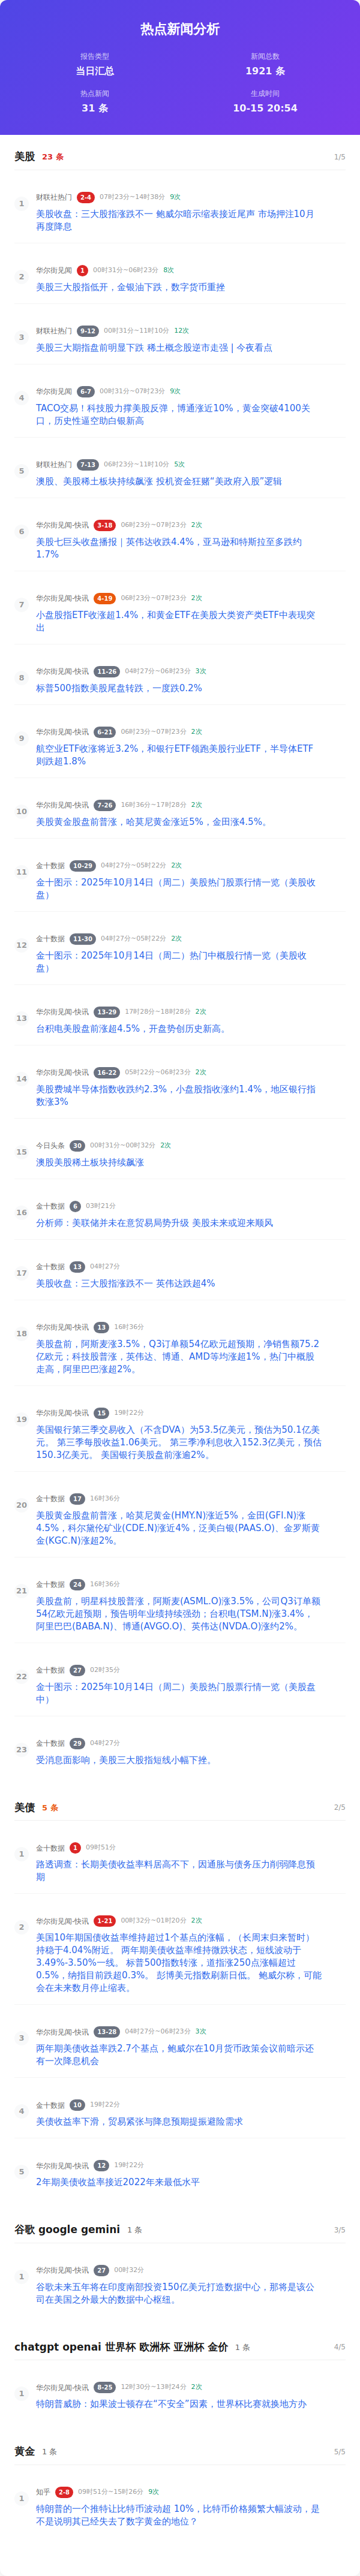 热点新闻分析
报告类型
当日汇总
新闻总数
1921 条
热点新闻
31 条
生成时间
10-15 20:54
美股 23 条 1/5
1
财联社热门 2-4 07时23分~14时38分 9次
美股收盘：三大股指涨跌不一 鲍威尔暗示缩表接近尾声 市场押注10月
再度降息
2
华尔街见闻 1 00时31分~06时23分 8次
美股三大股指低开，金银油下跌，数字货币重挫
3
财联社热门 9-12 00时31分~11时10分 12次
美股三大期指盘前明显下跌 稀土概念股逆市走强 | 今夜看点
4
华尔街见闻 6-7 00时31分~07时23分 9次
TACO交易！科技股力撑美股反弹，博通涨近10%，黄金突破4100关
口，历史性逼空助白银新高
5
财联社热门 7-13 06时23分~11时10分 5次
澳股、美股稀土板块持续飙涨 投机资金狂赌“美政府入股”逻辑
6
华尔街见闻-快讯 3-18 06时23分~07时23分 2次
美股七巨头收盘播报｜英伟达收跌4.4%，亚马逊和特斯拉至多跌约
1.7%
7
华尔街见闻-快讯 4-19 06时23分~07时23分 2次
小盘股指ETF收涨超1.4%，和黄金ETF在美股大类资产类ETF中表现突
出
8
华尔街见闻-快讯 11-26 04时27分~06时23分 3次
标普500指数美股尾盘转跌，一度跌0.2%
9
华尔街见闻-快讯 6-21 06时23分~07时23分 2次
航空业ETF收涨将近3.2%，和银行ETF领跑美股行业ETF，半导体ETF
则跌超1.8%
10
华尔街见闻-快讯 7-26 16时36分~17时28分 2次
美股黄金股盘前普涨，哈莫尼黄金涨近5%，金田涨4.5%。
11
金十数据 10-29 04时27分~05时22分 2次
金十图示：2025年10月14日（周二）美股热门股票行情一览（美股收
盘）
12
金十数据 11-30 04时27分~05时22分 2次
金十图示：2025年10月14日（周二）热门中概股行情一览（美股收
盘）
13
华尔街见闻-快讯 13-29 17时28分~18时28分 2次
台积电美股盘前涨超4.5%，开盘势创历史新高。
14
华尔街见闻-快讯 16-22 05时22分~06时23分 2次
美股费城半导体指数收跌约2.3%，小盘股指收涨约1.4%，地区银行指
数涨3%
15
今日头条 30 00时31分~00时32分 2次
澳股美股稀土板块持续飙涨
16
金十数据 6 03时21分
分析师：美联储并未在意贸易局势升级 美股未来或迎来顺风
17
金十数据 13 04时27分
美股收盘：三大股指涨跌不一 英伟达跌超4%
18
华尔街见闻-快讯 13 16时36分
美股盘前，阿斯麦涨3.5%，Q3订单额54亿欧元超预期，净销售额75.2
亿欧元；科技股普涨，英伟达、博通、AMD等均涨超1%，热门中概股
走高，阿里巴巴涨超2%。
19
华尔街见闻-快讯 15 19时22分
美国银行第三季交易收入（不含DVA）为53.5亿美元，预估为50.1亿美
元。 第三季每股收益1.06美元。 第三季净利息收入152.3亿美元，预估
150.3亿美元。 美国银行美股盘前涨逾2%。
20
金十数据 17 16时36分
美股黄金股盘前普涨，哈莫尼黄金(HMY.N)涨近5%，金田(GFI.N)涨
4.5%，科尔黛伦矿业(CDE.N)涨近4%，泛美白银(PAAS.O)、金罗斯黄
金(KGC.N)涨超2%。
21
金十数据 24 16时36分
美股盘前，明星科技股普涨，阿斯麦(ASML.O)涨3.5%，公司Q3订单额
54亿欧元超预期，预告明年业绩持续强劲；台积电(TSM.N)涨3.4%，
阿里巴巴(BABA.N)、博通(AVGO.O)、英伟达(NVDA.O)涨约2%。
22
金十数据 27 02时35分
金十图示：2025年10月14日（周二）美股热门股票行情一览（美股盘
中）
23
金十数据 29 04时27分
受消息面影响，美股三大股指短线小幅下挫。
美债 5 条 2/5
1
金十数据 1 09时51分
路透调查：长期美债收益率料居高不下，因通胀与债务压力削弱降息预
期
2
华尔街见闻-快讯 1-21 00时32分~01时20分 2次
美国10年期国债收益率维持超过1个基点的涨幅，（长周末归来暂时）
持稳于4.04%附近。 两年期美债收益率维持微跌状态，短线波动于
3.49%-3.50%一线。 标普500指数转涨，道指涨250点涨幅超过
0.5%，纳指目前跌超0.3%。 彭博美元指数刷新日低。 鲍威尔称，可能
会在未来数月停止缩表。
3
华尔街见闻-快讯 13-28 04时27分~06时23分 3次
两年期美债收益率跌2.7个基点，鲍威尔在10月货币政策会议前暗示还
有一次降息机会
4
金十数据 10 19时22分
美债收益率下滑，贸易紧张与降息预期提振避险需求
5
华尔街见闻-快讯 12 19时22分
2年期美债收益率接近2022年来最低水平
谷歌 google gemini 1 条 3/5
1
华尔街见闻-快讯 27 00时32分
谷歌未来五年将在印度南部投资150亿美元打造数据中心，那将是该公
司在美国之外最大的数据中心枢纽。
chatgpt openai 世界杯 欧洲杯 亚洲杯 金价 1 条 4/5
1
华尔街见闻-快讯 8-25 12时30分~13时24分 2次
特朗普威胁：如果波士顿存在“不安全”因素，世界杯比赛就换地方办
黄金 1 条 5/5
1
知乎 2-8 09时51分~15时26分 9次
特朗普的一个推特让比特币波动超 10%，比特币价格频繁大幅波动，是
不是说明其已经失去了数字黄金的地位？